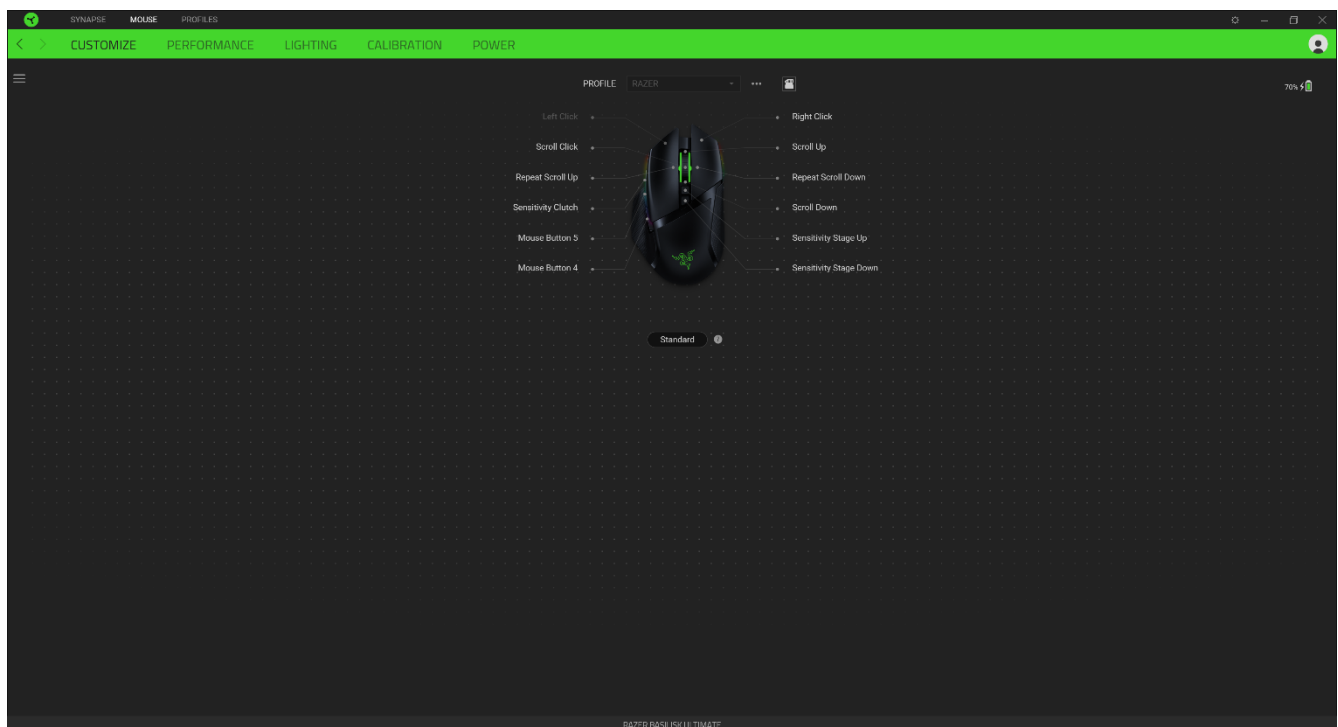 SYNAPSE MOUSE PROFILES
CUSTOMIZE PERFORMANCE LIGHTING CALIBRATION POWER
PROFILE RAZER
70%
Left Click Right Click
Scroll Click Scroll Up
Repeat Scroll Up Repeat Scroll Down
Sensitivity Clutch Scroll Down
Mouse Button 5 Sensitivity Stage Up
Mouse Button 4 Sensitivity Stage Down
Standard
RAZER BASILISK ULTIMATE